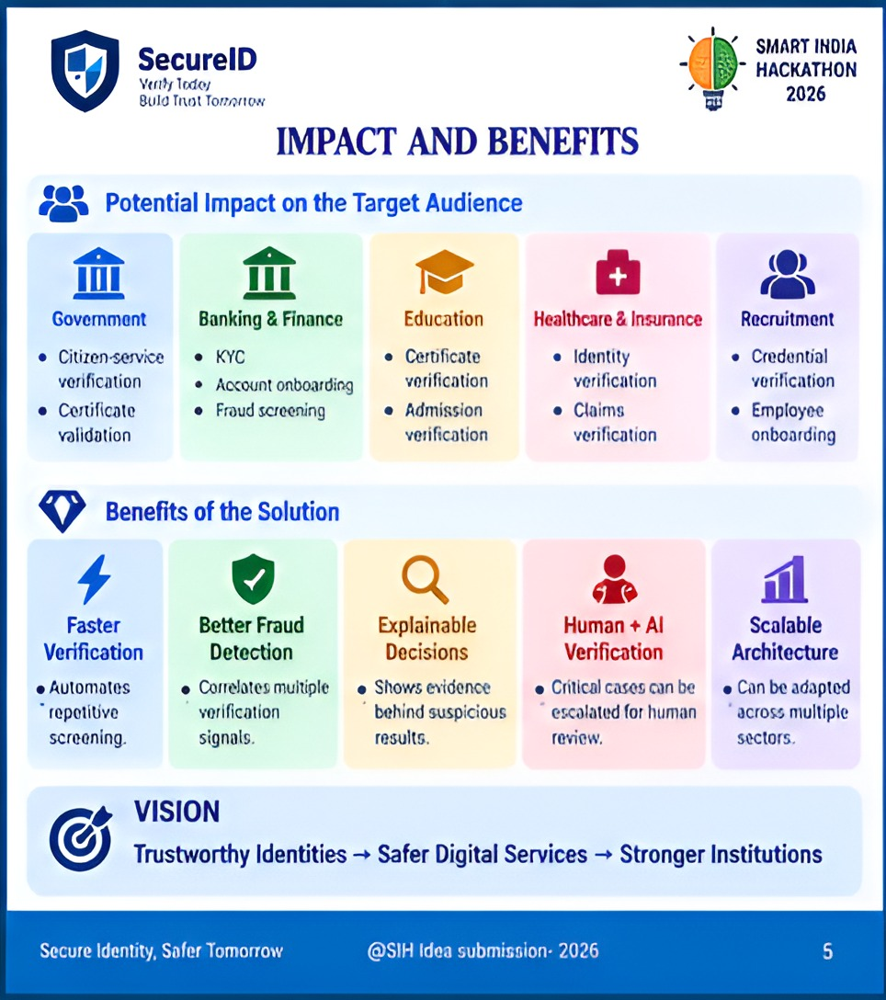 SecureID
Verify Today
Build Trust Tomorrow
SMART INDIA
HACKATHON
2026
IMPACT AND BENEFITS
Potential Impact on the Target Audience
Government
• Citizen-service
verification
• Certificate
validation
Banking & Finance
• KYC
• Account onboarding
• Fraud screening
Education
• Certificate
verification
• Admission
verification
Healthcare & Insurance
• Identity
verification
• Claims
verification
Recruitment
• Credential
verification
• Employee
onboarding
Benefits of the Solution
Faster
Verification
• Automates
repetitive
screening.
Better Fraud
Detection
• Correlates multiple
verification
signals.
Explainable
Decisions
• Shows evidence
behind suspicious
results.
Human + AI
Verification
• Critical cases can be
escalated for human
review.
Scalable
Architecture
• Can be adapted
across multiple
sectors.
VISION
Trustworthy Identities → Safer Digital Services → Stronger Institutions
Secure Identity, Safer Tomorrow
@SIH Idea submission- 2026
5